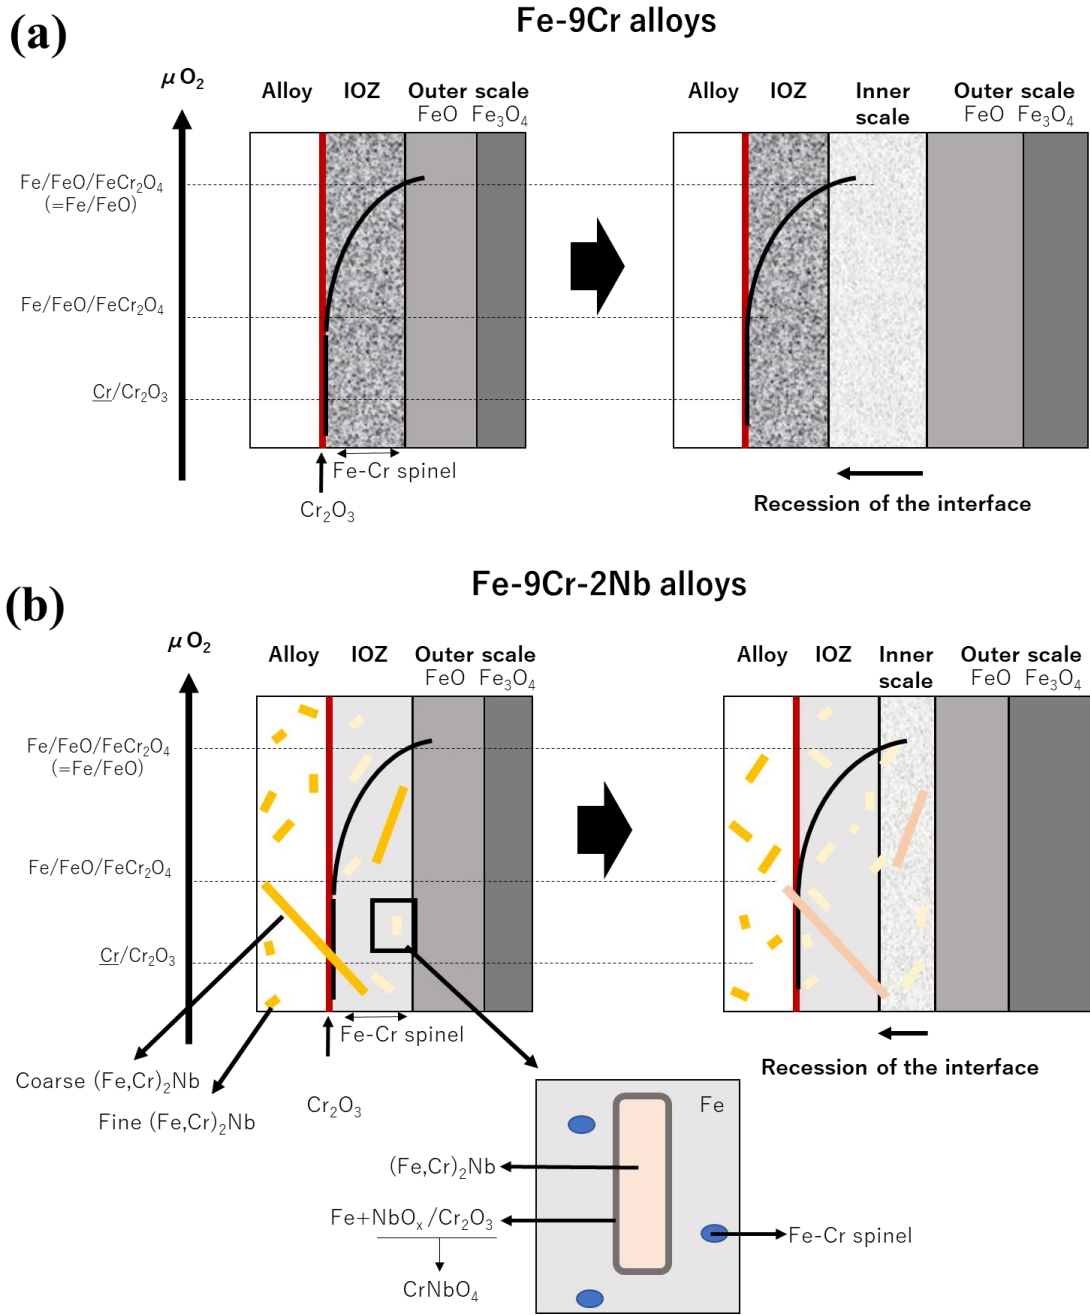 (a)
Fe-9Cr alloys
μO₂
Alloy IOZ Outer scale
FeO Fe₃O₄
Alloy IOZ Inner scale Outer scale
FeO Fe₃O₄
Fe/FeO/FeCr₂O₄
(=Fe/FeO)
Fe/FeO/FeCr₂O₄
Cr/Cr₂O₃
Fe-Cr spinel
Cr₂O₃
Recession of the interface
(b)
Fe-9Cr-2Nb alloys
μO₂
Alloy IOZ Outer scale
FeO Fe₃O₄
Alloy IOZ Inner scale Outer scale
FeO Fe₃O₄
Fe/FeO/FeCr₂O₄
(=Fe/FeO)
Fe/FeO/FeCr₂O₄
Cr/Cr₂O₃
Fe-Cr spinel
Recession of the interface
Coarse (Fe,Cr)₂Nb
Fine (Fe,Cr)₂Nb
Cr₂O₃
Fe
(Fe,Cr)₂Nb
Fe+NbOₓ/Cr₂O₃
Fe-Cr spinel
CrNbO₄